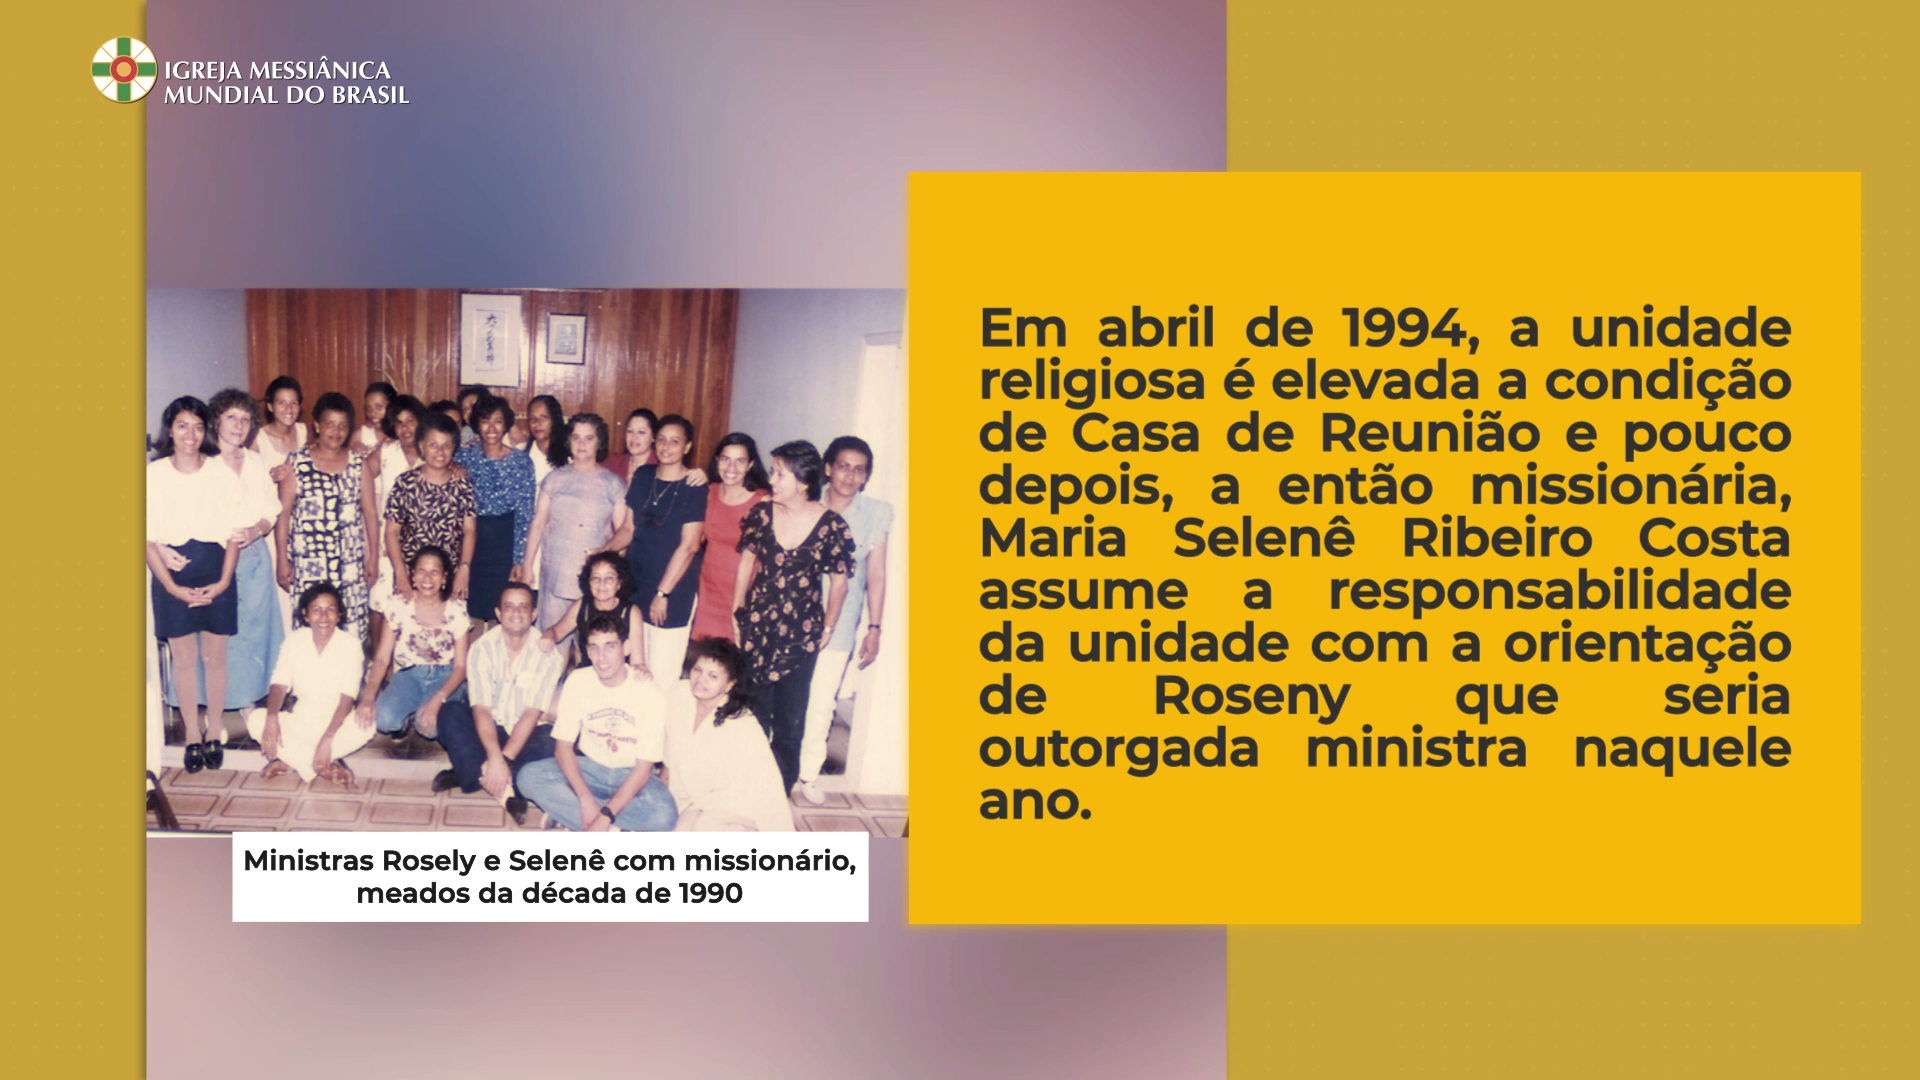 IGREJA MESSIÂNICA
MUNDIAL DO BRASIL
Em abril de 1994, a unidade
religiosa é elevada a condição
de Casa de Reunião e pouco
depois, a então missionária,
Maria Selenê Ribeiro Costa
assume a responsabilidade
da unidade com a orientação
de Roseny que seria
outorgada ministra naquele
ano.
Ministras Rosely e Selenê com missionário,
meados da década de 1990